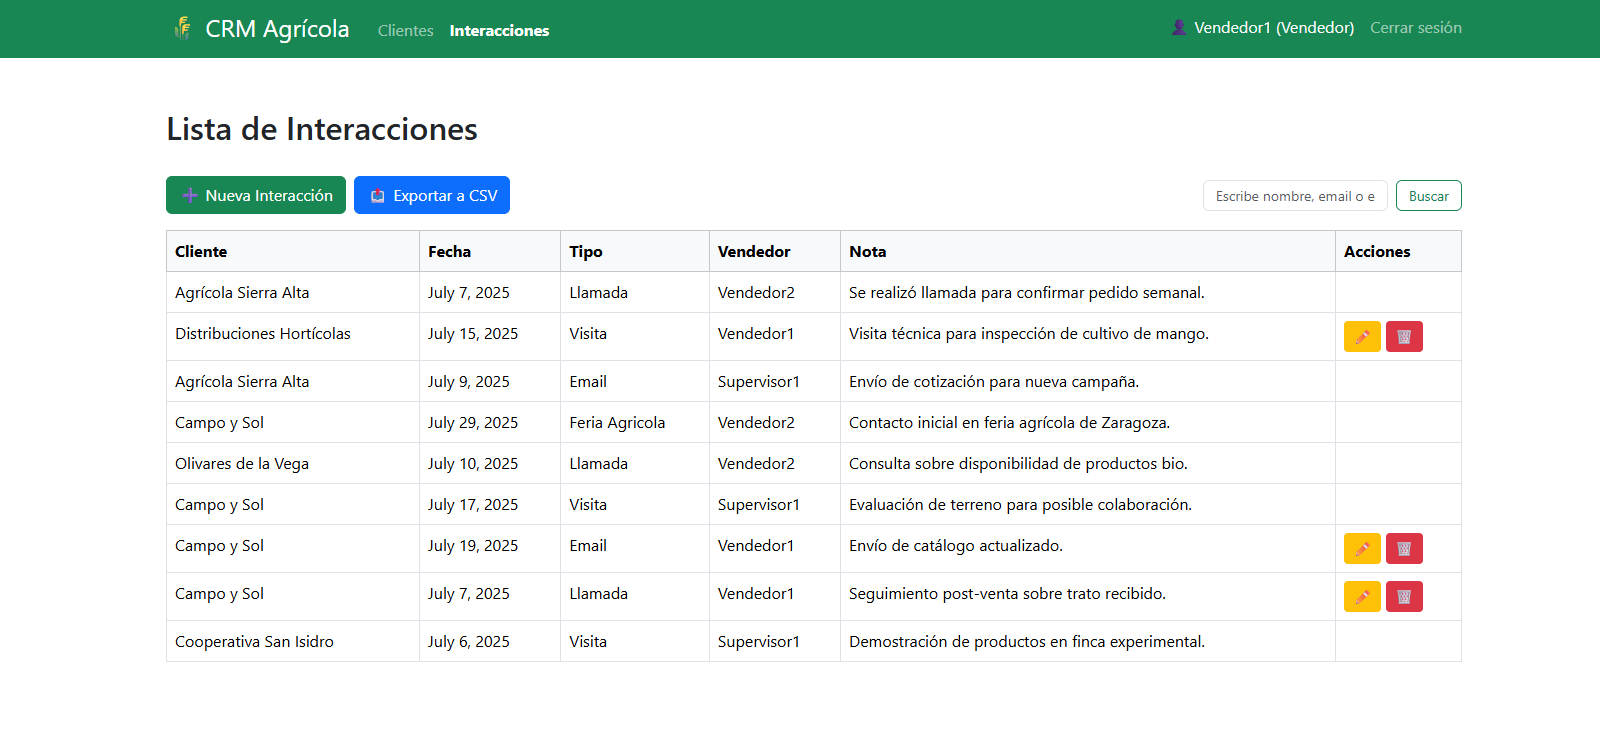 CRM Agrícola Clientes Interacciones Vendedor1 (Vendedor) Cerrar sesión
Lista de Interacciones
Nueva Interacción Exportar a CSV Escribe nombre, email o e Buscar
Cliente Fecha Tipo Vendedor Nota Acciones
Agrícola Sierra Alta July 7, 2025 Llamada Vendedor2 Se realizó llamada para confirmar pedido semanal.
Distribuciones Hortícolas July 15, 2025 Visita Vendedor1 Visita técnica para inspección de cultivo de mango.
Agrícola Sierra Alta July 9, 2025 Email Supervisor1 Envío de cotización para nueva campaña.
Campo y Sol July 29, 2025 Feria Agricola Vendedor2 Contacto inicial en feria agrícola de Zaragoza.
Olivares de la Vega July 10, 2025 Llamada Vendedor2 Consulta sobre disponibilidad de productos bio.
Campo y Sol July 17, 2025 Visita Supervisor1 Evaluación de terreno para posible colaboración.
Campo y Sol July 19, 2025 Email Vendedor1 Envío de catálogo actualizado.
Campo y Sol July 7, 2025 Llamada Vendedor1 Seguimiento post-venta sobre trato recibido.
Cooperativa San Isidro July 6, 2025 Visita Supervisor1 Demostración de productos en finca experimental.